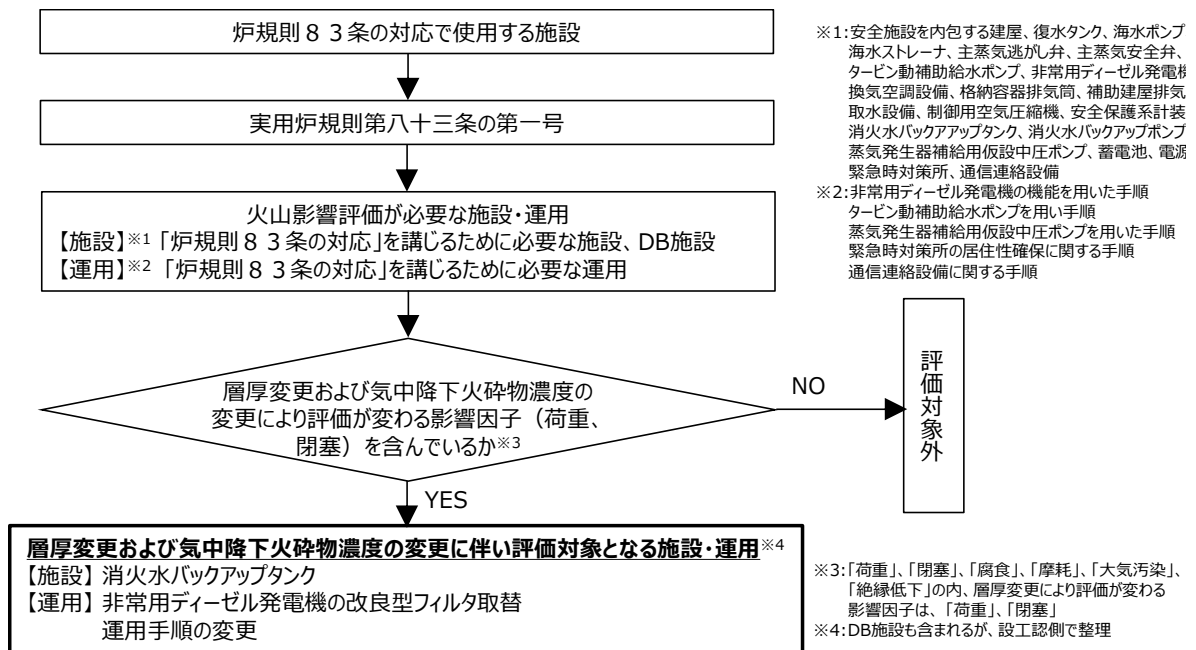 炉規則８３条の対応で使用する施設
実用炉規則第八十三条の第一号
火山影響評価が必要な施設・運用
【施設】※1「炉規則８３条の対応」を講じるために必要な施設、DB施設
【運用】※2「炉規則８３条の対応」を講じるために必要な運用
層厚変更および気中降下火砕物濃度の
変更により評価が変わる影響因子（荷重、
閉塞）を含んでいるか※3
NO
評価対象外
YES
層厚変更および気中降下火砕物濃度の変更に伴い評価対象となる施設・運用※4
【施設】 消火水バックアップタンク
【運用】 非常用ディーゼル発電機の改良型フィルタ取替
運用手順の変更
※1:安全施設を内包する建屋、復水タンク、海水ポンプ
海水ストレーナ、主蒸気逃がし弁、主蒸気安全弁、
タービン動補助給水ポンプ、非常用ディーゼル発電機
換気空調設備、格納容器排気筒、補助建屋排気
取水設備、制御用空気圧縮機、安全保護系計装
消火水バックアアップタンク、消火水バックアップポンプ
蒸気発生器補給用仮設中圧ポンプ、蓄電池、電源
緊急時対策所、通信連絡設備
※2:非常用ディーゼル発電機の機能を用いた手順
タービン動補助給水ポンプを用い手順
蒸気発生器補給用仮設中圧ポンプを用いた手順
緊急時対策所の居住性確保に関する手順
通信連絡設備に関する手順
※3:「荷重」、「閉塞」、「腐食」、「摩耗」、「大気汚染」、
「絶縁低下」の内、層厚変更により評価が変わる
影響因子は、「荷重」、「閉塞」
※4:DB施設も含まれるが、設工認側で整理